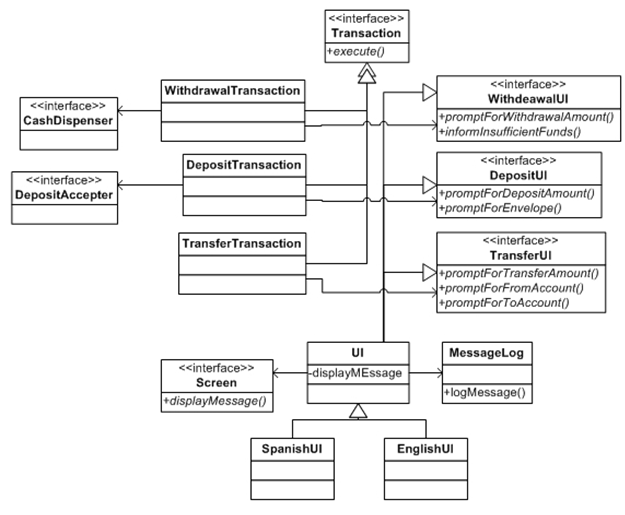 <<interface>>
Transaction
+execute()
WithdrawalTransaction
<<interface>>
WithdeawalUI
+promptForWithdrawalAmount()
+informInsufficientFunds()
<<interface>>
CashDispenser
DepositTransaction
<<interface>>
DepositUI
+promptForDepositAmount()
+promptForEnvelope()
<<interface>>
DepositAccepter
TransferTransaction
<<interface>>
TransferUI
+promptForTransferAmount()
+promptForFromAccount()
+promptForToAccount()
UI
-displayMEssage
MessageLog
+logMessage()
<<interface>>
Screen
+displayMessage()
SpanishUI
EnglishUI